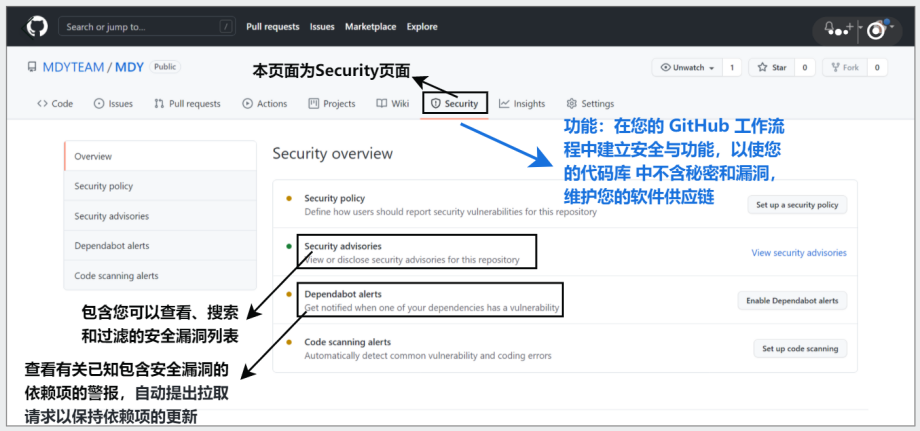 Search or jump to... /
Pull requests Issues Marketplace Explore
MDYTEAM / MDY Public
本页面为Security页面
Unwatch 1 Star 0 Fork 0
Code Issues Pull requests Actions Projects Wiki Security Insights Settings
功能：在您的 GitHub 工作流
程中建立安全与功能，以使您
的代码库 中不含秘密和漏洞，
维护您的软件供应链
Overview
Security policy
Security advisories
Dependabot alerts
Code scanning alerts
Security overview
Security policy
Define how users should report security vulnerabilities for this repository
Set up a security policy
Security advisories
View or disclose security advisories for this repository
View security advisories
Dependabot alerts
Get notified when one of your dependencies has a vulnerability
Enable Dependabot alerts
Code scanning alerts
Automatically detect common vulnerability and coding errors
Set up code scanning
包含您可以查看、搜索
和过滤的安全漏洞列表
查看有关已知包含安全漏洞的
依赖项的警报，自动提出拉取
请求以保持依赖项的更新